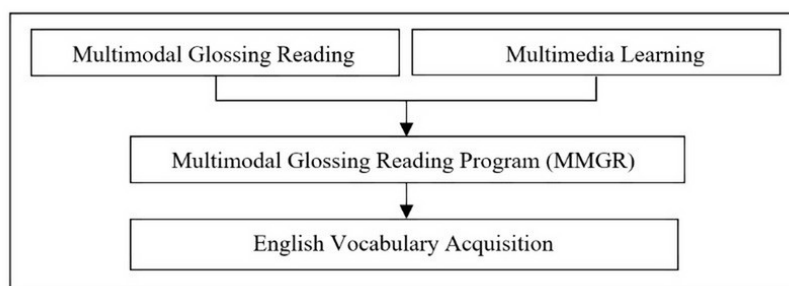 Multimodal Glossing Reading
Multimedia Learning
Multimodal Glossing Reading Program (MMGR)
English Vocabulary Acquisition